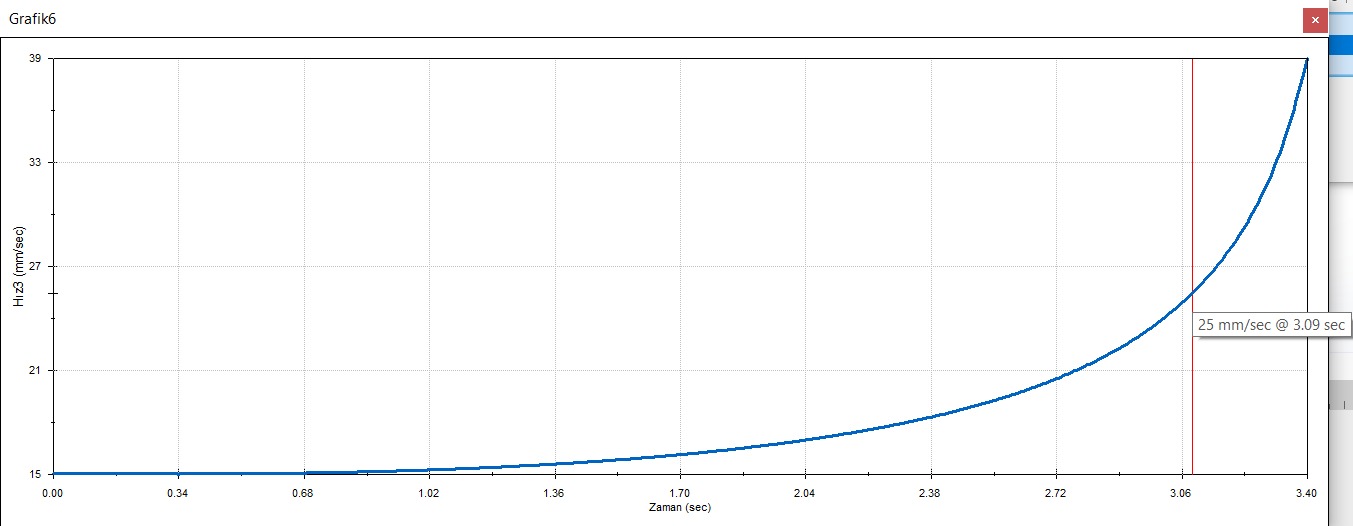 Grafik6
×
39
33
27
21
15
Hız3 (mm/sec)
25 mm/sec @ 3.09 sec
0.00 0.34 0.68 1.02 1.36 1.70 2.04 2.38 2.72 3.06 3.40
Zaman (sec)